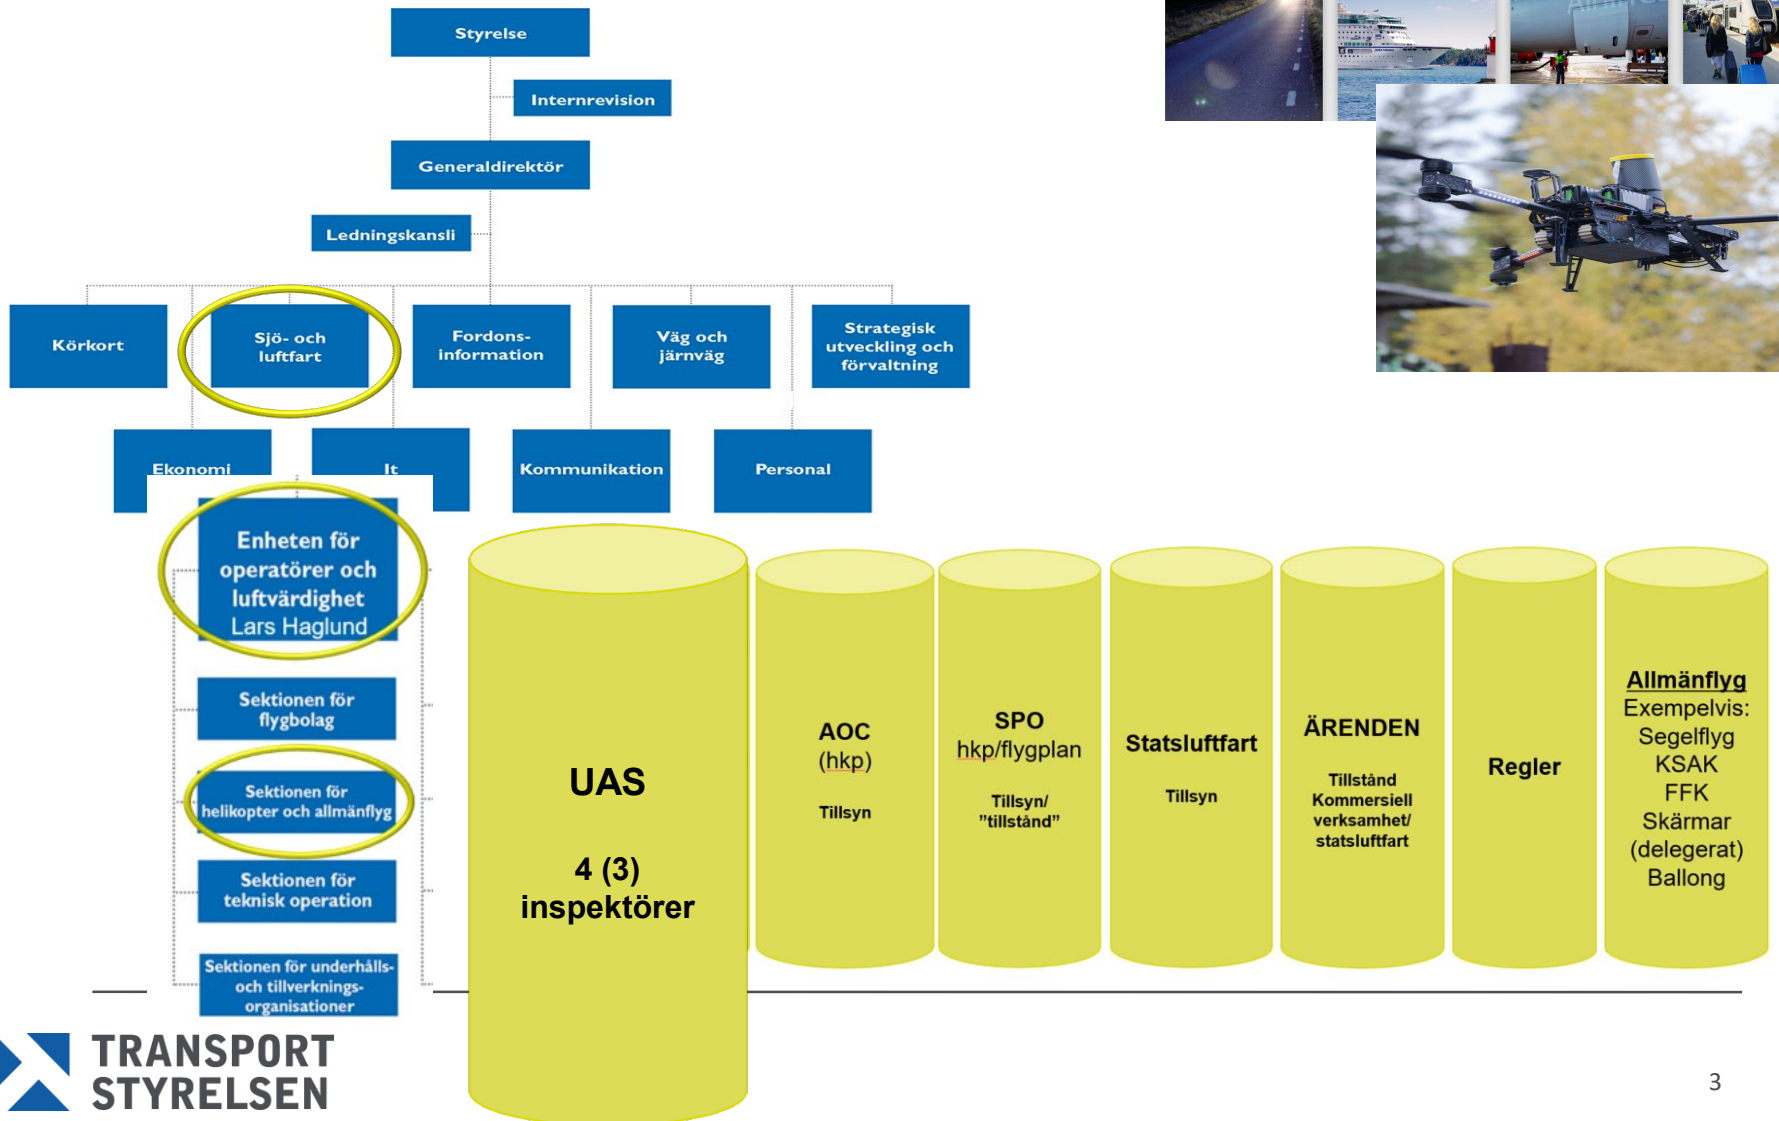 Styrelse
Internrevision
Generaldirektör
Ledningskansli
Körkort
Sjö- och
luftfart
Fordons-
information
Väg och
järnväg
Strategisk
utveckling och
förvaltning
Ekonomi
It
Kommunikation
Personal
Enheten för
operatörer och
luftvärdighet
Lars Haglund
Sektionen för
flygbolag
Sektionen för
helikopter och allmänflyg
Sektionen för
teknisk operation
Sektionen för underhålls-
och tillverknings-
organisationer
UAS
4 (3)
inspektörer
AOC
(hkp)
Tillsyn
SPO
hkp/flygplan
Tillsyn/
”tillstånd”
Statsluftfart
Tillsyn
ÄRENDEN
Tillstånd
Kommersiell
verksamhet/
statsluftfart
Regler
Allmänflyg
Exempelvis:
Segelflyg
KSAK
FFK
Skärmar
(delegerat)
Ballong
TRANSPORT
STYRELSEN
3